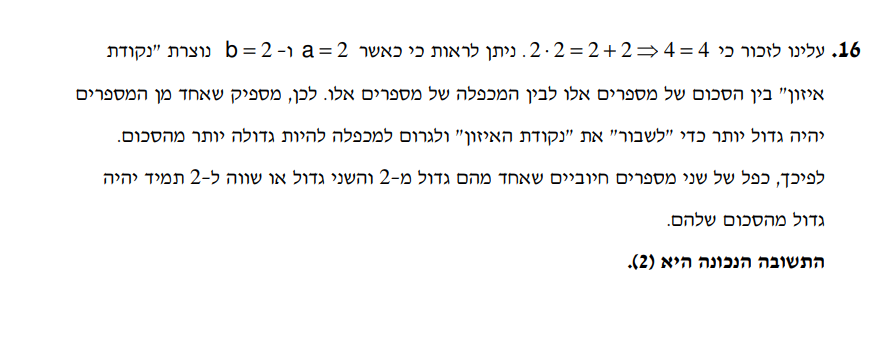 16. עלינו לזכור כי 2·2=2+2⇒4=4. ניתן לראות כי כאשר a=2 ו- b=2 נוצרת "נקודת
איזון" בין הסכום של מספרים אלו לבין המכפלה של מספרים אלו. לכן, מספיק שאחד מן המספרים
יהיה גדול יותר כדי "לשבור" את "נקודת האיזון" ולגרום למכפלה להיות גדולה יותר מהסכום.
לפיכך, כפל של שני מספרים חיוביים שאחד מהם גדול מ-2 והשני גדול או שווה ל-2 תמיד יהיה
גדול מהסכום שלהם.
התשובה הנכונה היא (2).